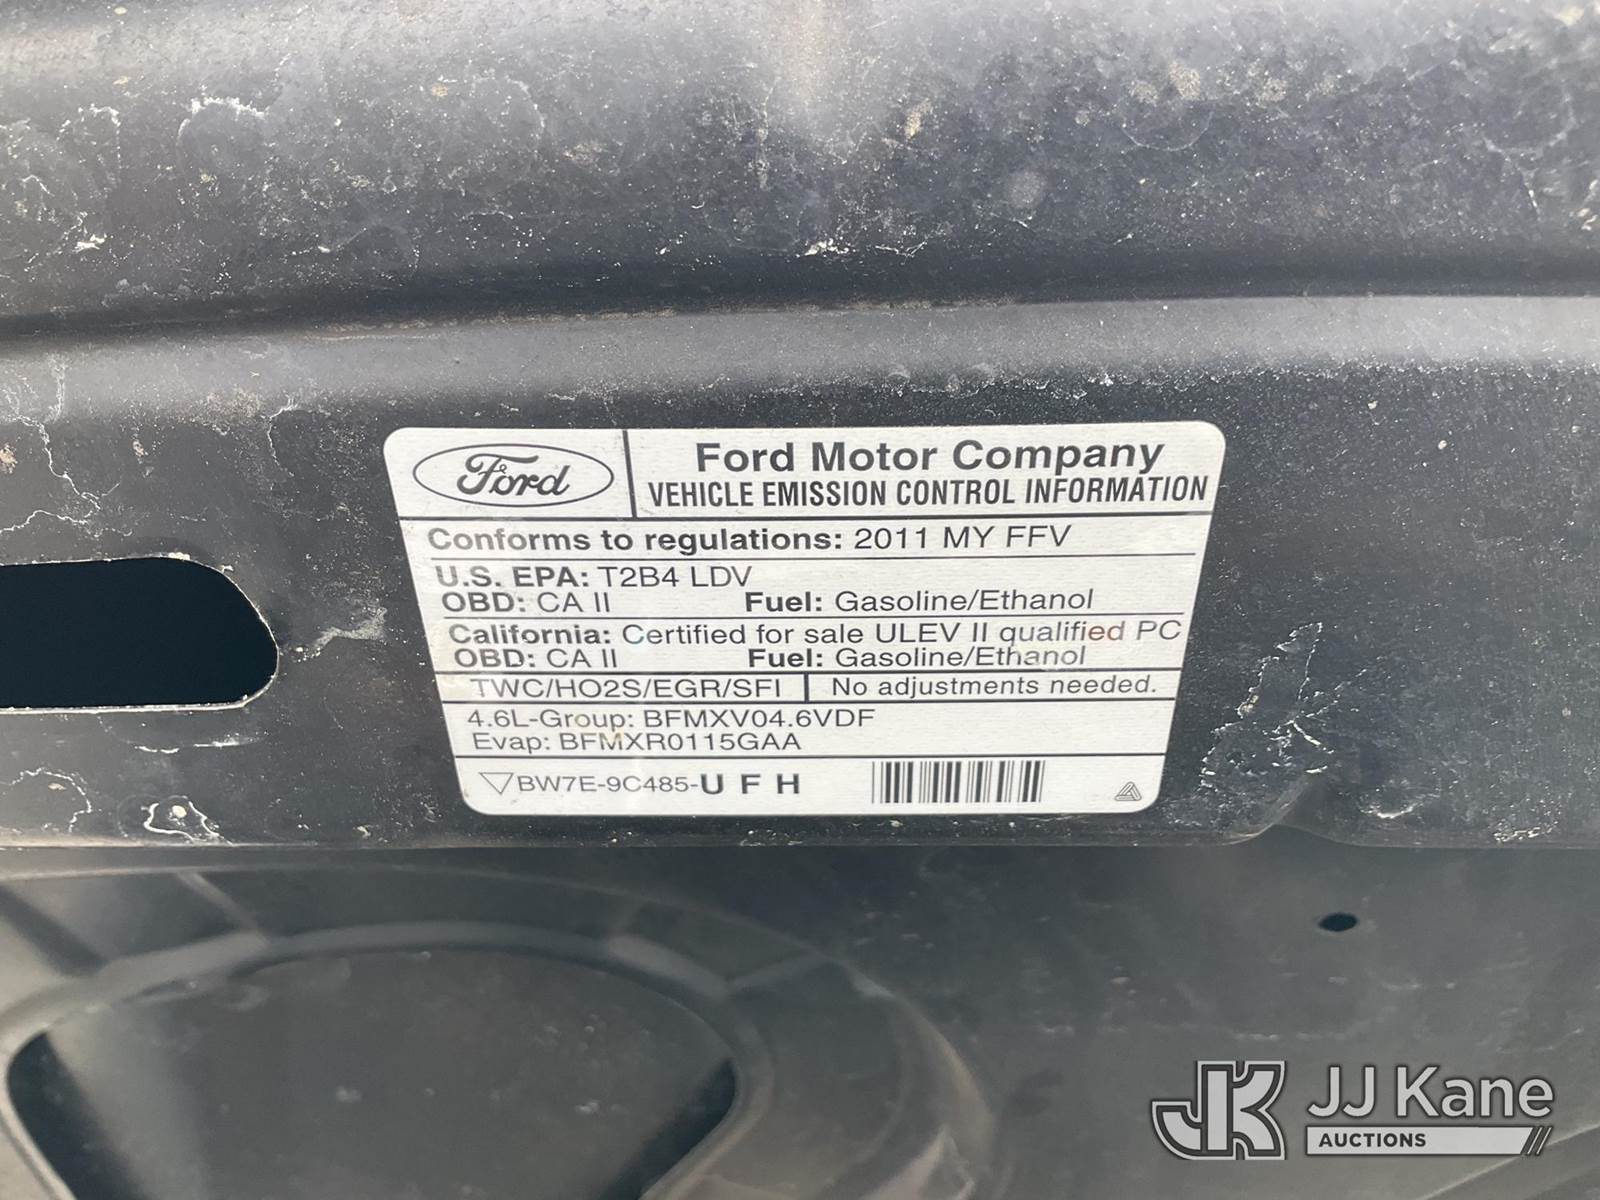 Ford
Ford Motor Company
VEHICLE EMISSION CONTROL INFORMATION
Conforms to regulations: 2011 MY FFV
U.S. EPA: T2B4 LDV
OBD: CA II Fuel: Gasoline/Ethanol
California: Certified for sale ULEV II qualified PC
OBD: CA II Fuel: Gasoline/Ethanol
TWC/HO2S/EGR/SFI No adjustments needed.
4.6L-Group: BFMXV04.6VDF
Evap: BFMXR0115GAA
BW7E-9C485-U F H
JK JJ Kane
AUCTIONS